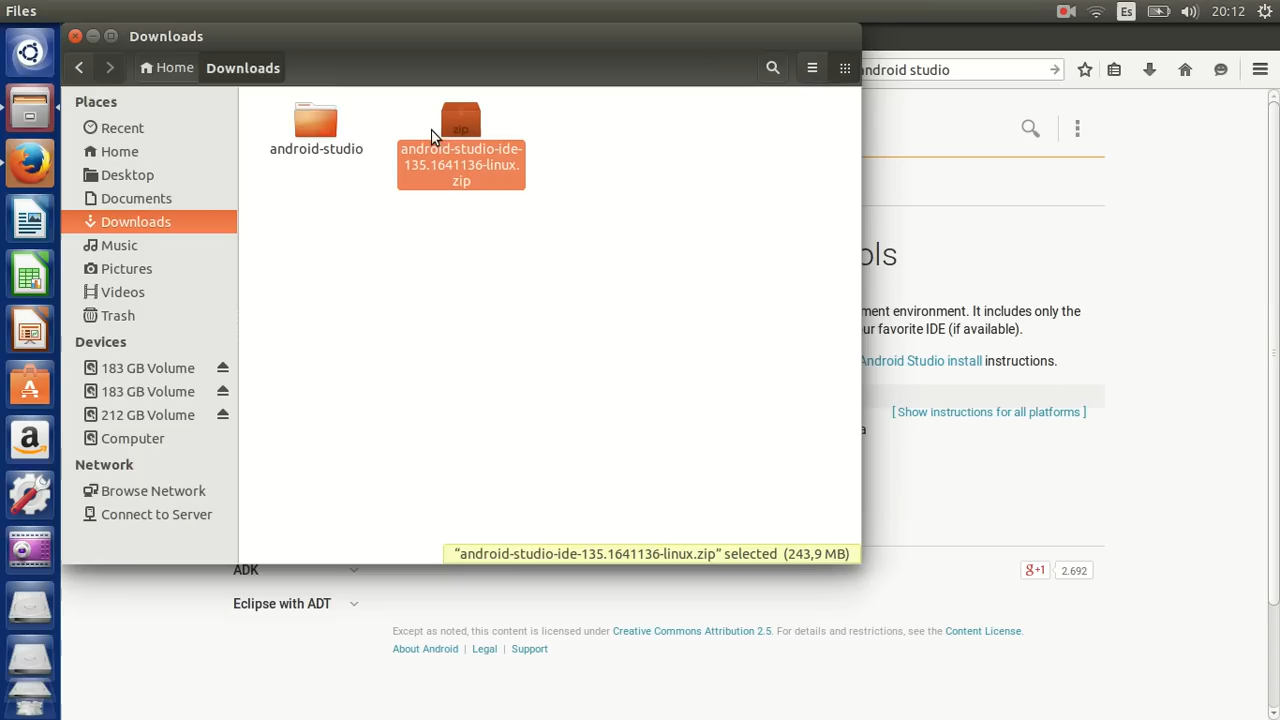 Files
Es
20:12
Downloads
Home
Downloads
android studio
Places
Recent
Home
Desktop
Documents
Downloads
Music
Pictures
Videos
Trash
Devices
183 GB Volume
183 GB Volume
212 GB Volume
Computer
Network
Browse Network
Connect to Server
android-studio
zip
android-studio-ide-
135.1641136-linux.
zip
“android-studio-ide-135.1641136-linux.zip” selected (243,9 MB)
ols
ment environment. It includes only the
ur favorite IDE (if available).
Android Studio install instructions.
[ Show instructions for all platforms ]
a
ADK
Eclipse with ADT
g+1
2.692
Except as noted, this content is licensed under Creative Commons Attribution 2.5. For details and restrictions, see the Content License.
About Android | Legal | Support